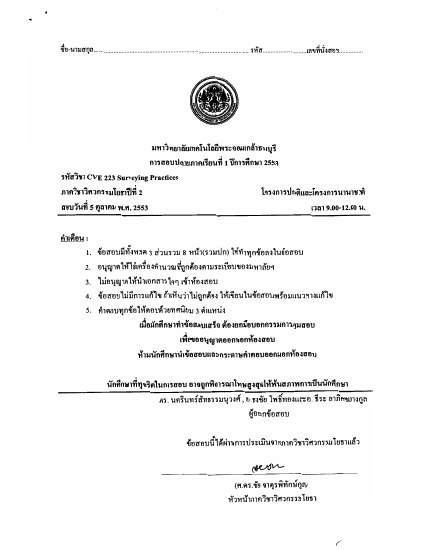 ชื่อ-นามสกุล..................................................................รหัส...................เลขที่นั่งสอบ.............
มหาวิทยาลัยเทคโนโลยีพระจอมเกล้าธนบุรี
การสอบปลายภาคเรียนที่ 1 ปีการศึกษา 2553
รหัสวิชา CVE 223 Surveying Practices
ภาควิชาวิศวกรรมโยธาปีที่ 2 โครงการปกติและโครงการนานาชาติ
สอบวันที่ 5 ตุลาคม พ.ศ. 2553 เวลา 9.00-12.00 น.
คำเตือน :
1. ข้อสอบมีทั้งหมด 3 ส่วนรวม 8 หน้า(รวมปก) ให้ทำทุกข้อลงในข้อสอบ
2. อนุญาตให้ใช้เครื่องคำนวณที่ถูกต้องตามระเบียบของมหาลัยฯ
3. ไม่อนุญาตให้นำเอกสารใดๆ เข้าห้องสอบ
4. ข้อสอบไม่มีการแก้ไข ถ้าเห็นว่าไม่ถูกต้อง ให้เขียนในข้อสอบพร้อมแนวทางแก้ไข
5. คำตอบทุกข้อให้ตอบด้วยทศนิยม 3 ตำแหน่ง
เมื่อนักศึกษาทำข้อสอบเสร็จ ต้องยกมือบอกกรรมการคุมสอบ
เพื่อขออนุญาตออกนอกห้องสอบ
ห้ามนักศึกษานำข้อสอบและกระดาษคำตอบออกนอกห้องสอบ
นักศึกษาที่ทุจริตในการสอบ อาจถูกพิจารณาโทษสูงสุดให้พ้นสภาพการเป็นนักศึกษา
ดร. นครินทร์สัทธรรมนุวงศ์ , อ.ธงชัย โพธิ์ทองและอ. ธีระ ลาภิศชยางกูล
ผู้ออกข้อสอบ
ข้อสอบนี้ได้ผ่านการประเมินจากภาควิชาวิศวกรรมโยธาแล้ว
(ศ.ดร.ชัย จาตุรพิทักษ์กุล)
หัวหน้าภาควิชาวิศวกรรมโยธา